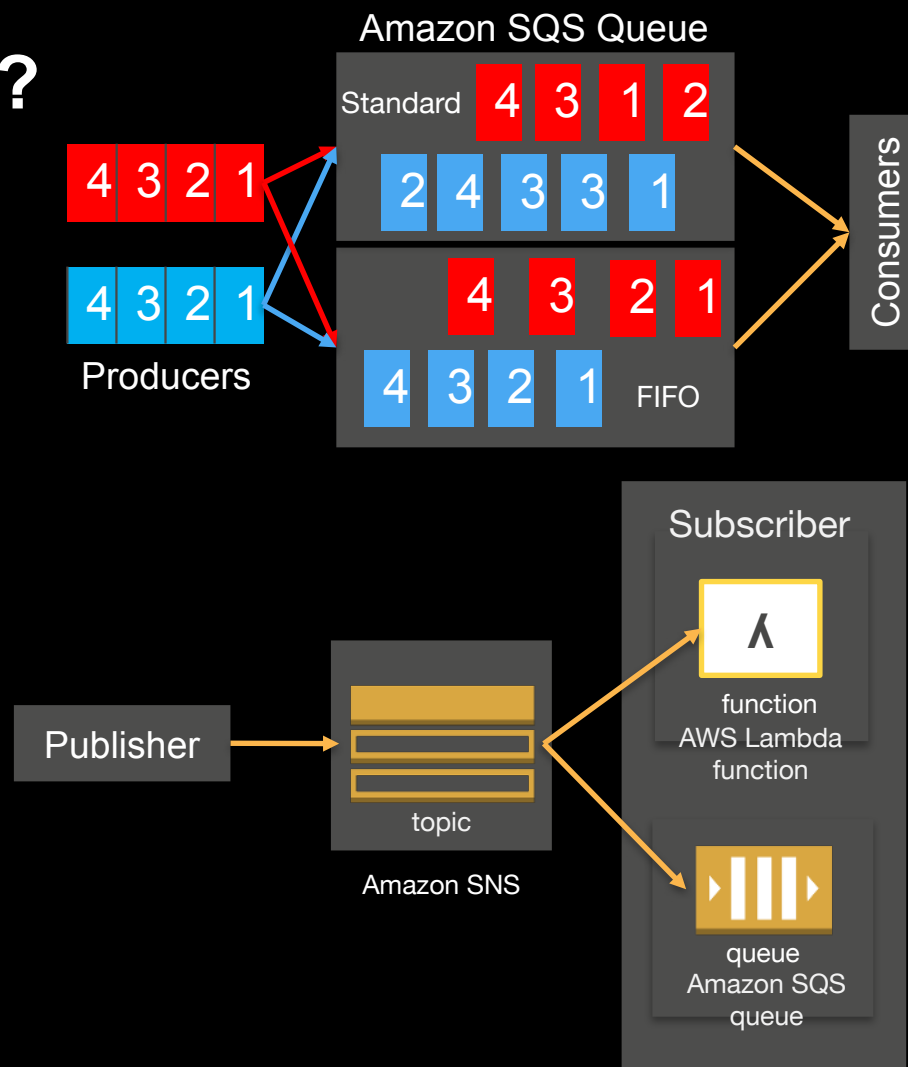 ?
Amazon SQS Queue
Standard
4 3 1 2
2 4 3 3 1
4 3 2 1
4 3 2 1
Producers
4 3 2 1
4 3 2 1
FIFO
Consumers
Publisher
topic
Amazon SNS
Subscriber
function
AWS Lambda
function
queue
Amazon SQS
queue